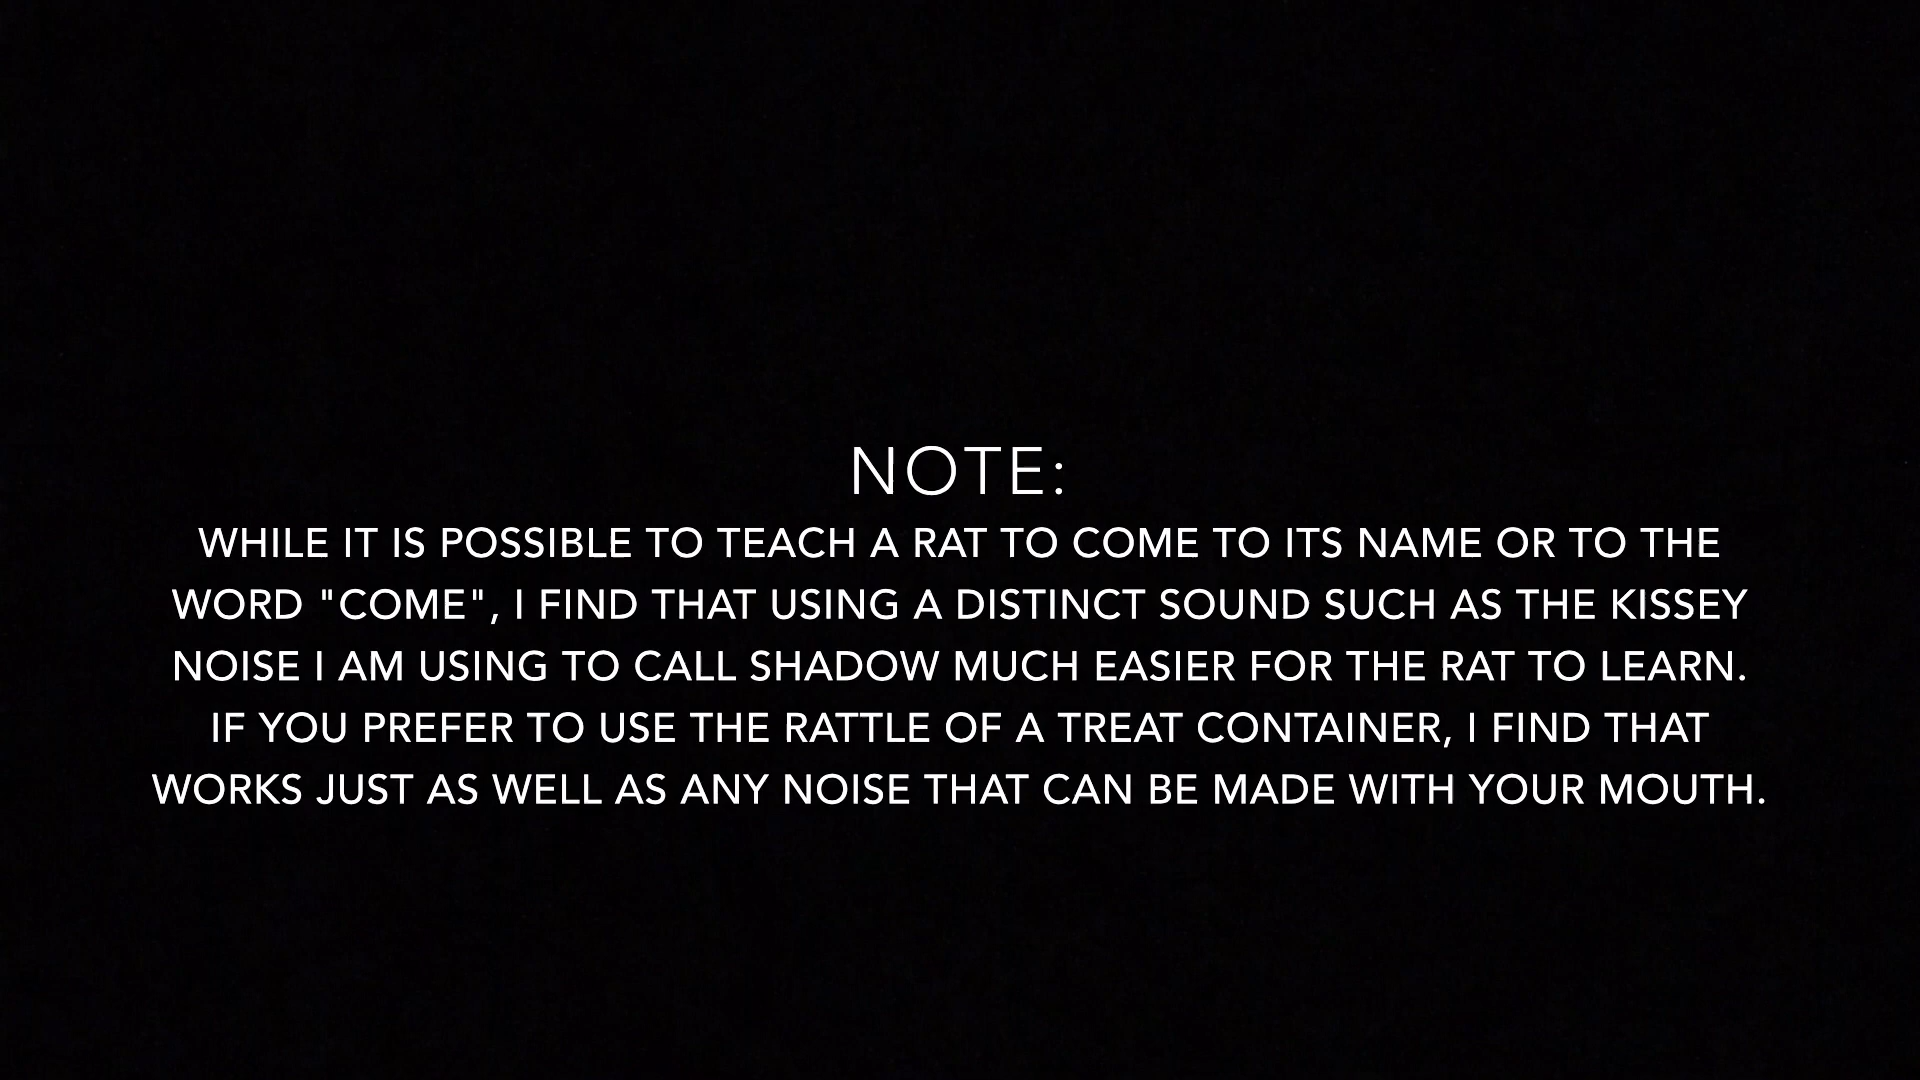 NOTE:
WHILE IT IS POSSIBLE TO TEACH A RAT TO COME TO ITS NAME OR TO THE
WORD "COME", I FIND THAT USING A DISTINCT SOUND SUCH AS THE KISSEY
NOISE I AM USING TO CALL SHADOW MUCH EASIER FOR THE RAT TO LEARN.
IF YOU PREFER TO USE THE RATTLE OF A TREAT CONTAINER, I FIND THAT
WORKS JUST AS WELL AS ANY NOISE THAT CAN BE MADE WITH YOUR MOUTH.